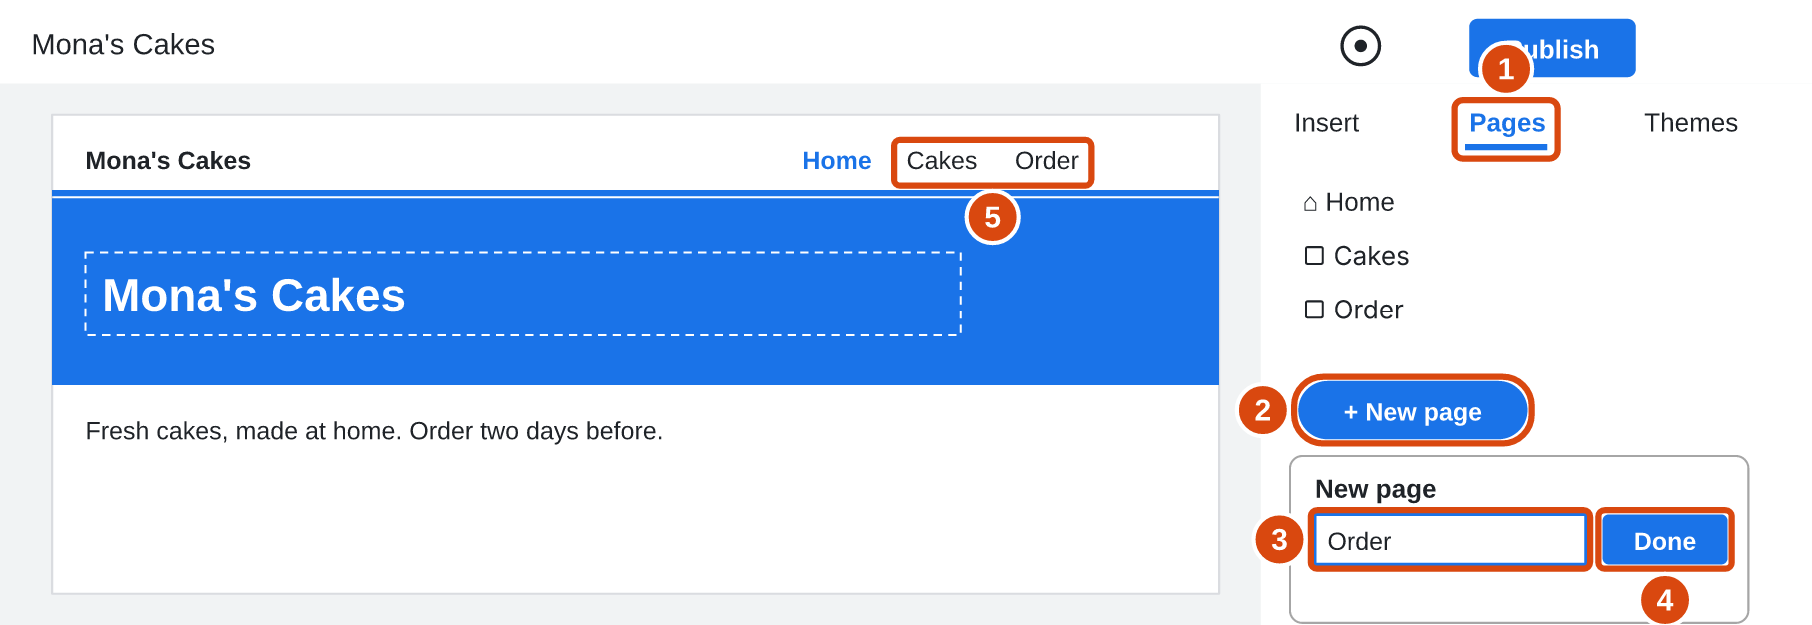 Mona's Cakes
ublish
1
Insert Pages Themes
Mona's Cakes Home Cakes Order
5
Home
Mona's Cakes
Cakes
Order
2 + New page
Fresh cakes, made at home. Order two days before.
New page
3 Order Done
4